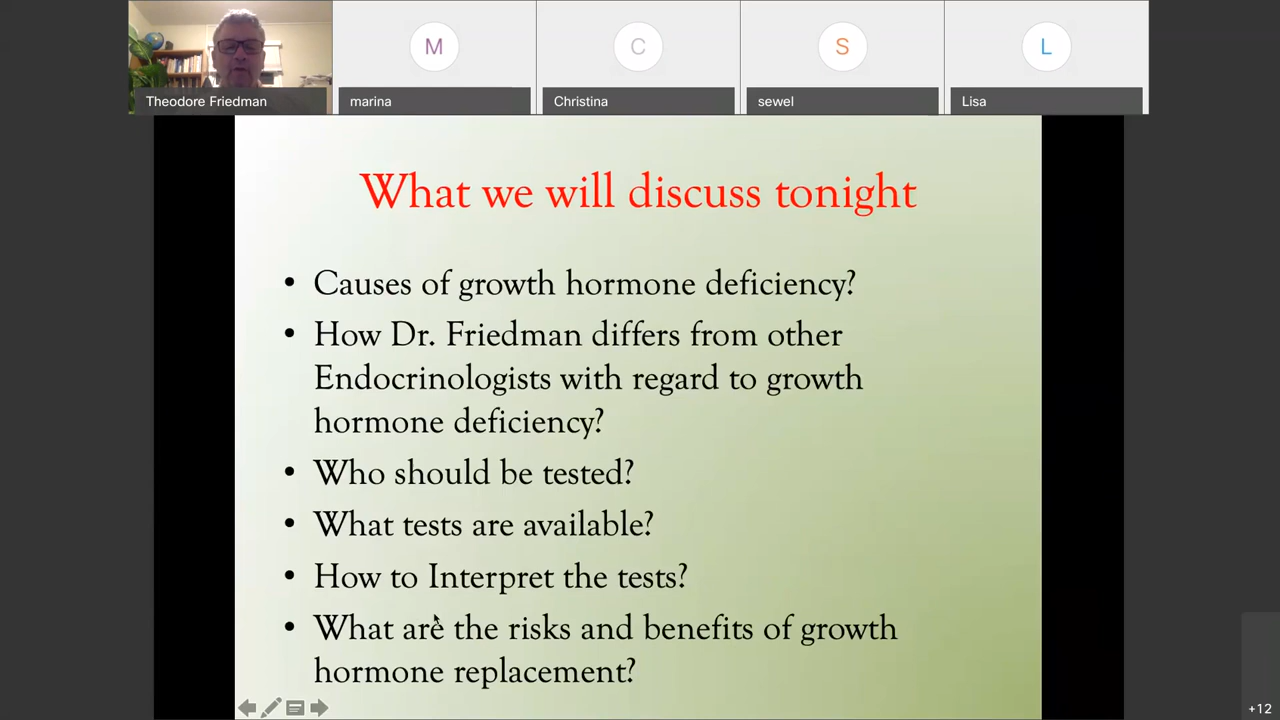 M
C
S
L
Theodore Friedman
marina
Christina
sewel
Lisa
What we will discuss tonight
• Causes of growth hormone deficiency?
• How Dr. Friedman differs from other
Endocrinologists with regard to growth
hormone deficiency?
• Who should be tested?
• What tests are available?
• How to Interpret the tests?
• What are the risks and benefits of growth
hormone replacement?
+12